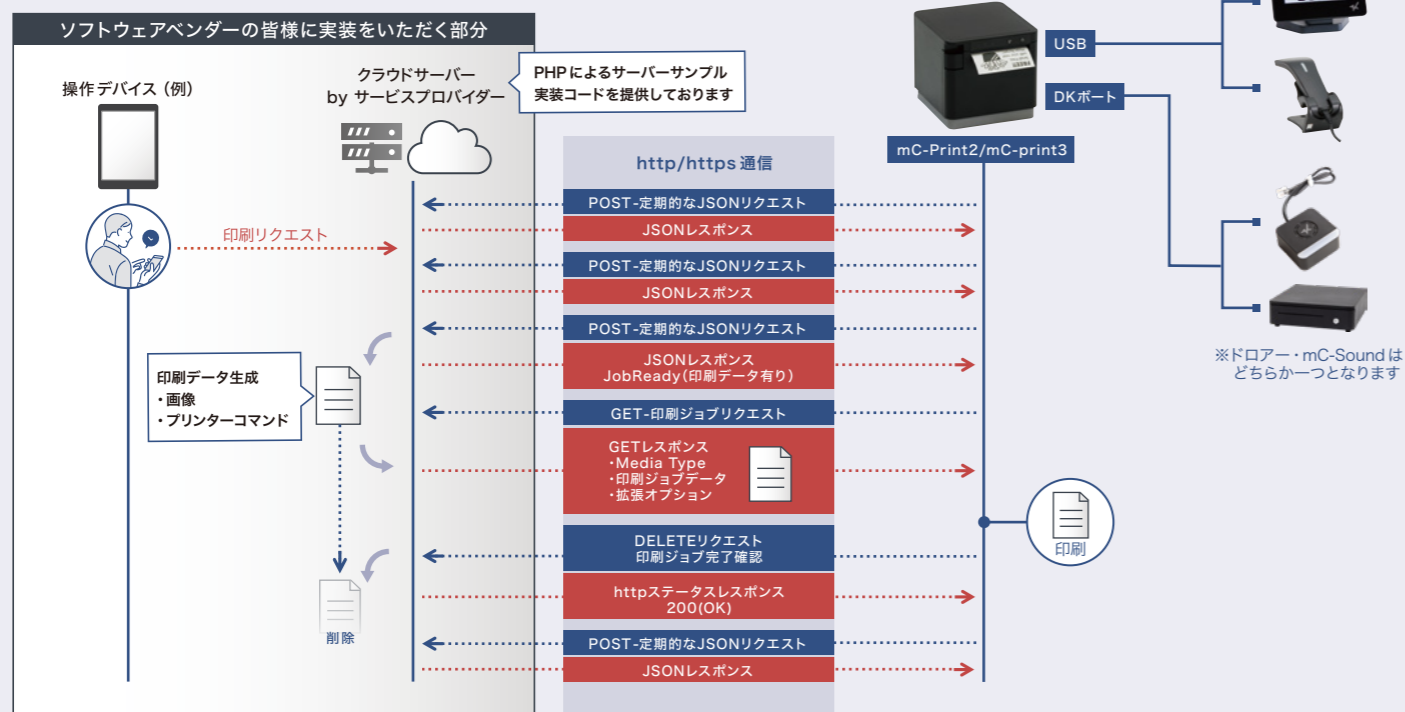 ソフトウェアベンダーの皆様に実装をいただく部分
操作デバイス（例）
クラウドサーバー
by サービスプロバイダー
PHPによるサーバーサンプル
実装コードを提供しております
USB
DKポート
mC-Print2/mC-print3
http/https通信
POST-定期的なJSONリクエスト
JSONレスポンス
印刷リクエスト
POST-定期的なJSONリクエスト
JSONレスポンス
POST-定期的なJSONリクエスト
JSONレスポンス
JobReady（印刷データ有り）
印刷データ生成
・画像
・プリンターコマンド
GET-印刷ジョブリクエスト
GETレスポンス
・Media Type
・印刷ジョブデータ
・拡張オプション
印刷
DELETEリクエスト
印刷ジョブ完了確認
httpステータスレスポンス
200(OK)
削除
POST-定期的なJSONリクエスト
JSONレスポンス
※ドロアー・mC-Soundは
どちらか一つとなります